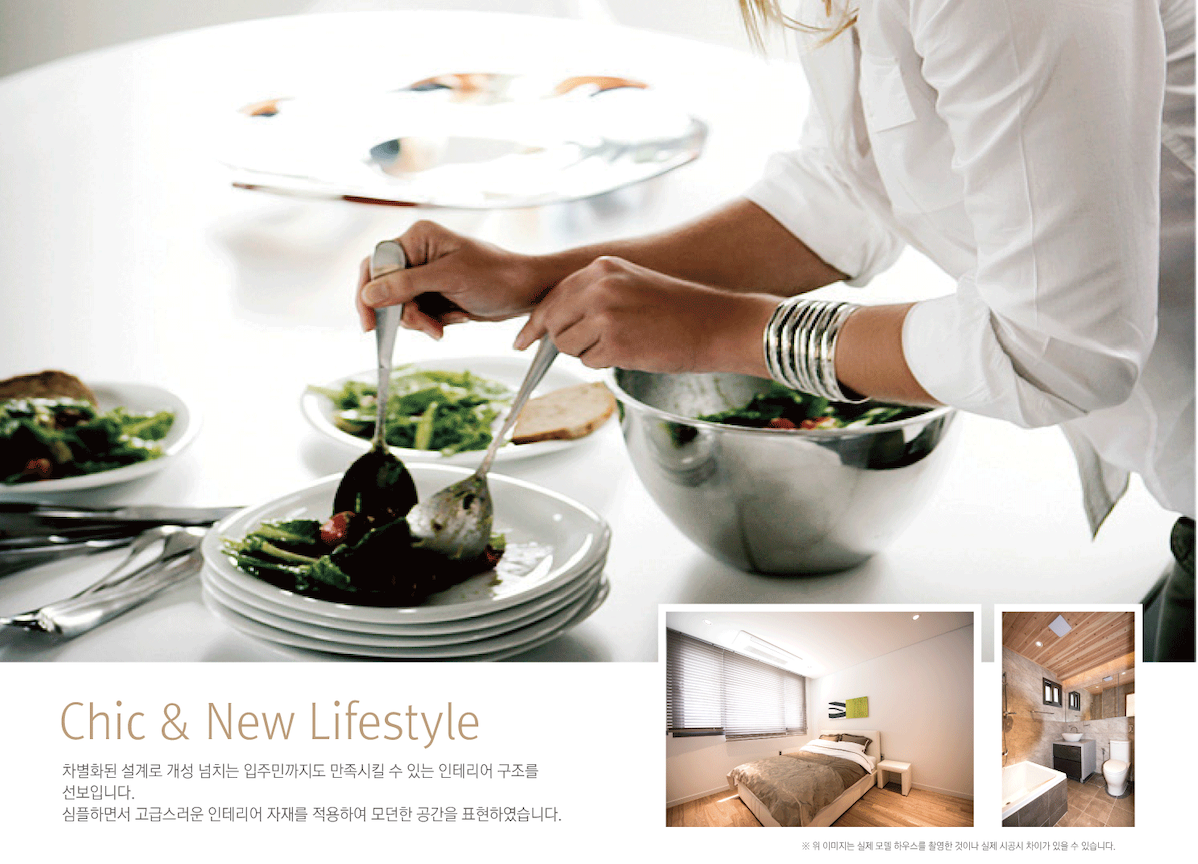 Chic & New Lifestyle
차별화된 설계로 개성 넘치는 입주민까지도 만족시킬 수 있는 인테리어 구조를
선보입니다.
심플하면서 고급스러운 인테리어 자재를 적용하여 모던한 공간을 표현하였습니다.
※ 위 이미지는 실제 모델 하우스를 촬영한 것이나 실제 시공시 차이가 있을 수 있습니다.